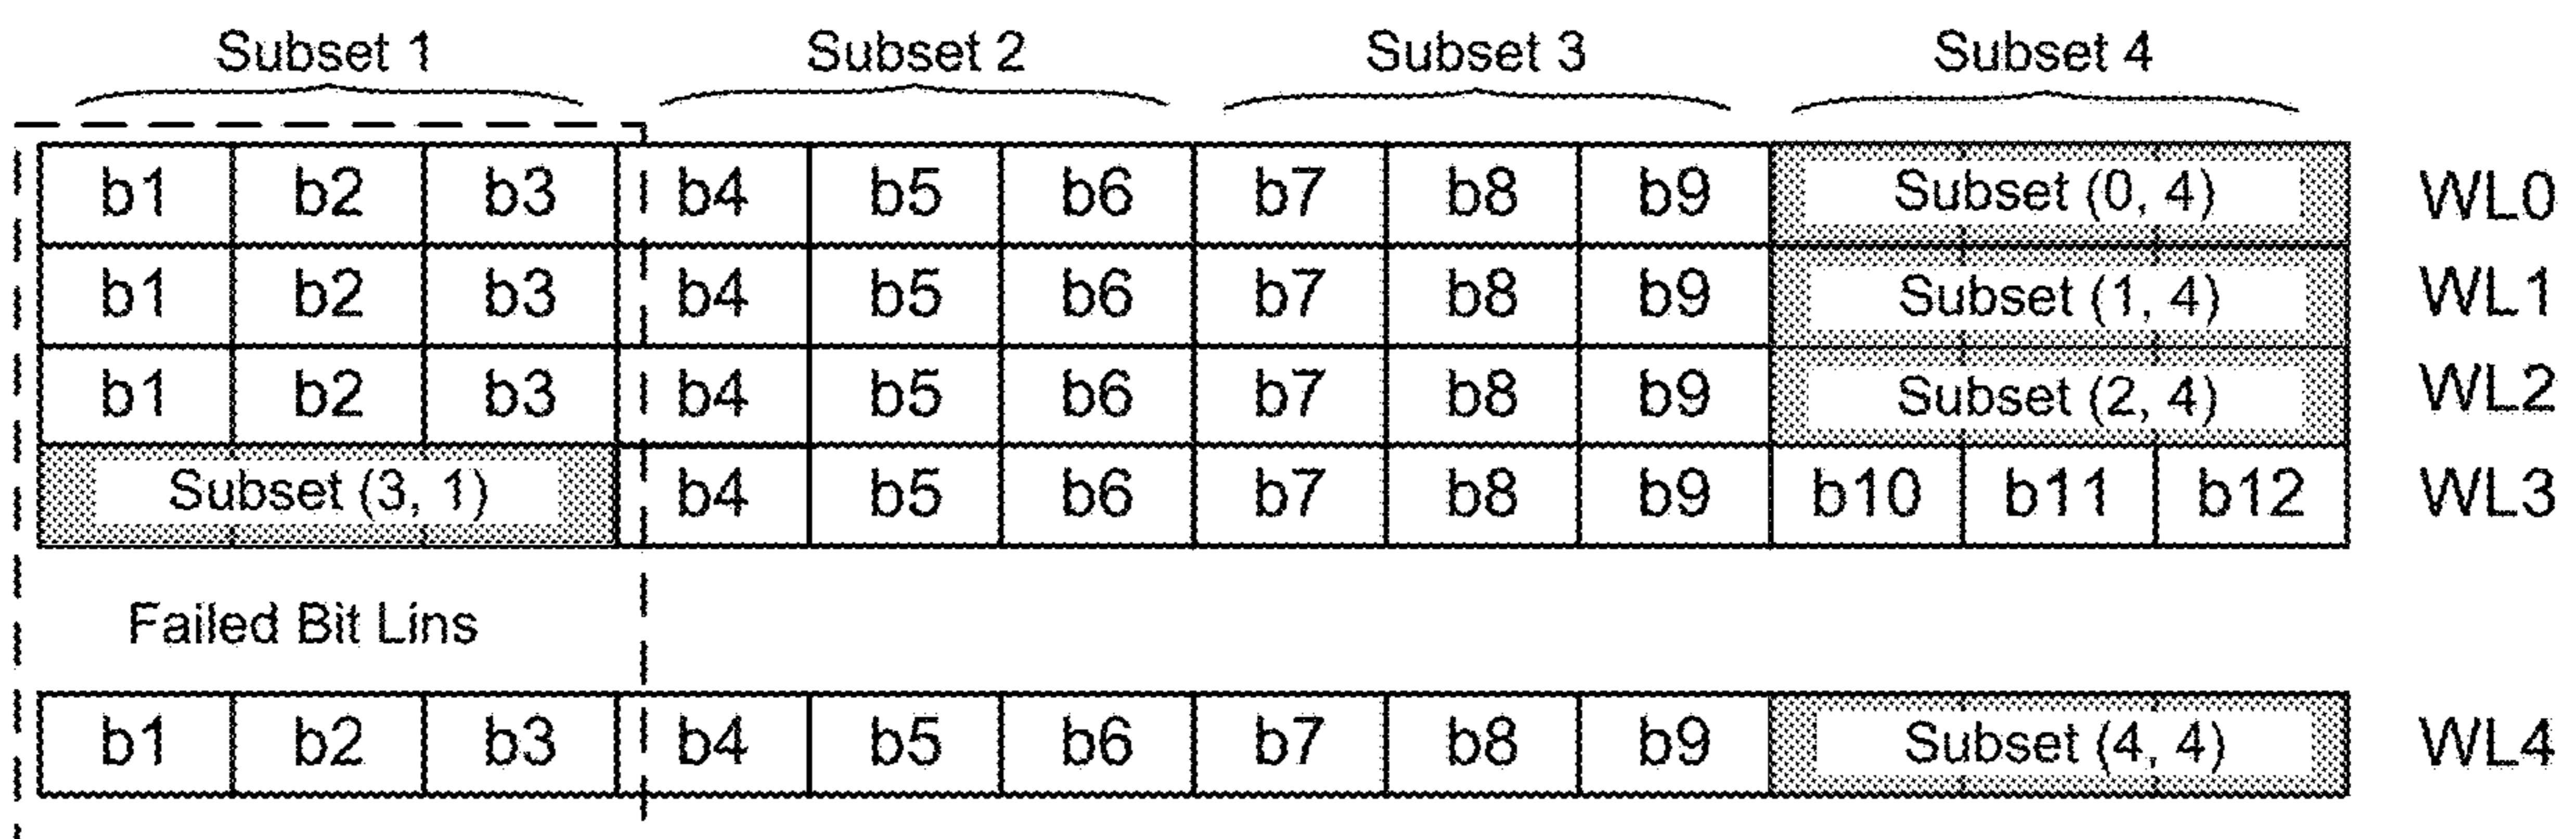 Subset 1 Subset 2 Subset 3 Subset 4
b1 b2 b3 b4 b5 b6 b7 b8 b9 Subset (0, 4) WL0
b1 b2 b3 b4 b5 b6 b7 b8 b9 Subset (1, 4) WL1
b1 b2 b3 b4 b5 b6 b7 b8 b9 Subset (2, 4) WL2
Subset (3, 1) b4 b5 b6 b7 b8 b9 b10 b11 b12 WL3
Failed Bit Lins
b1 b2 b3 b4 b5 b6 b7 b8 b9 Subset (4, 4) WL4